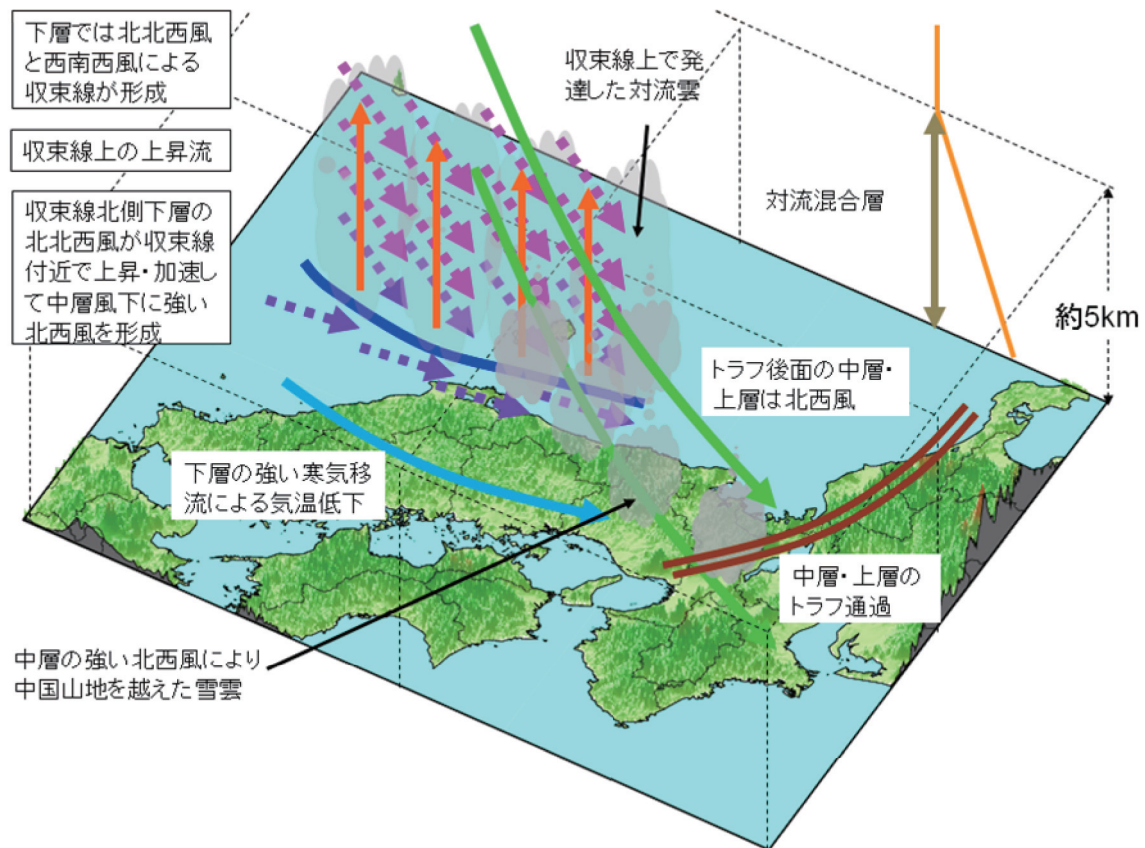 下層では北北西風
と西南西風による
収束線が形成
収束線上の上昇流
収束線北側下層の
北北西風が収束線
付近で上昇・加速し
て中層風下に強い
北西風を形成
収束線上で発
達した対流雲
対流混合層
約5km
トラフ後面の中層・
上層は北西風
下層の強い寒気移
流による気温低下
中層・上層の
トラフ通過
中層の強い北西風により
中国山地を越えた雪雲